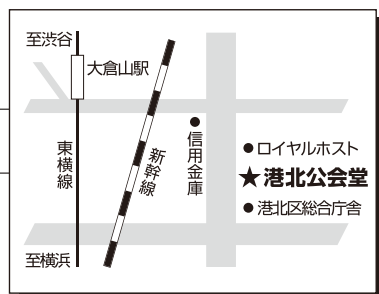 至渋谷
大倉山駅
東横線
新幹線
●信用金庫
●ロイヤルホスト
★港北公会堂
●港北区総合庁舎
至横浜